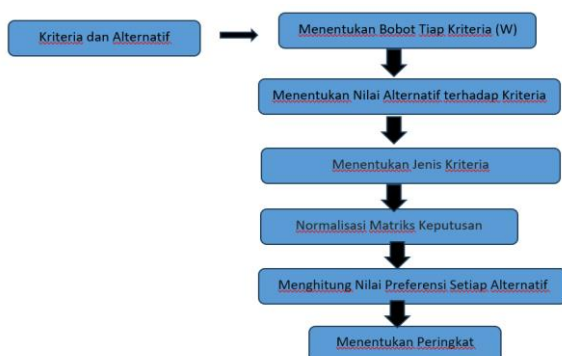 Kriteria dan Alternatif
Menentukan Bobot Tiap Kriteria (W)
Menentukan Nilai Alternatif terhadap Kriteria
Menentukan Jenis Kriteria
Normalisasi Matriks Keputusan
Menghitung Nilai Preferensi Setiap Alternatif
Menentukan Peringkat